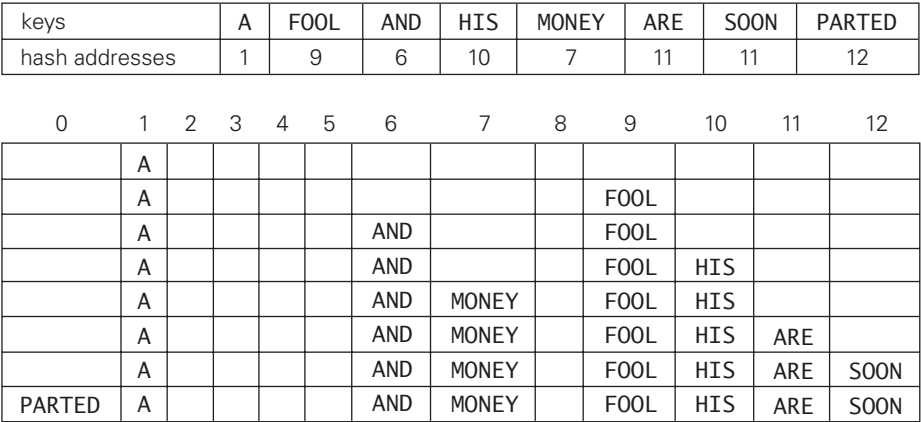 keys A FOOL AND HIS MONEY ARE SOON PARTED
hash addresses 1 9 6 10 7 11 11 12
0 1 2 3 4 5 6 7 8 9 10 11 12
A
A FOOL
A AND FOOL
A AND FOOL HIS
A AND MONEY FOOL HIS
A AND MONEY FOOL HIS ARE
A AND MONEY FOOL HIS ARE SOON
PARTED A AND MONEY FOOL HIS ARE SOON